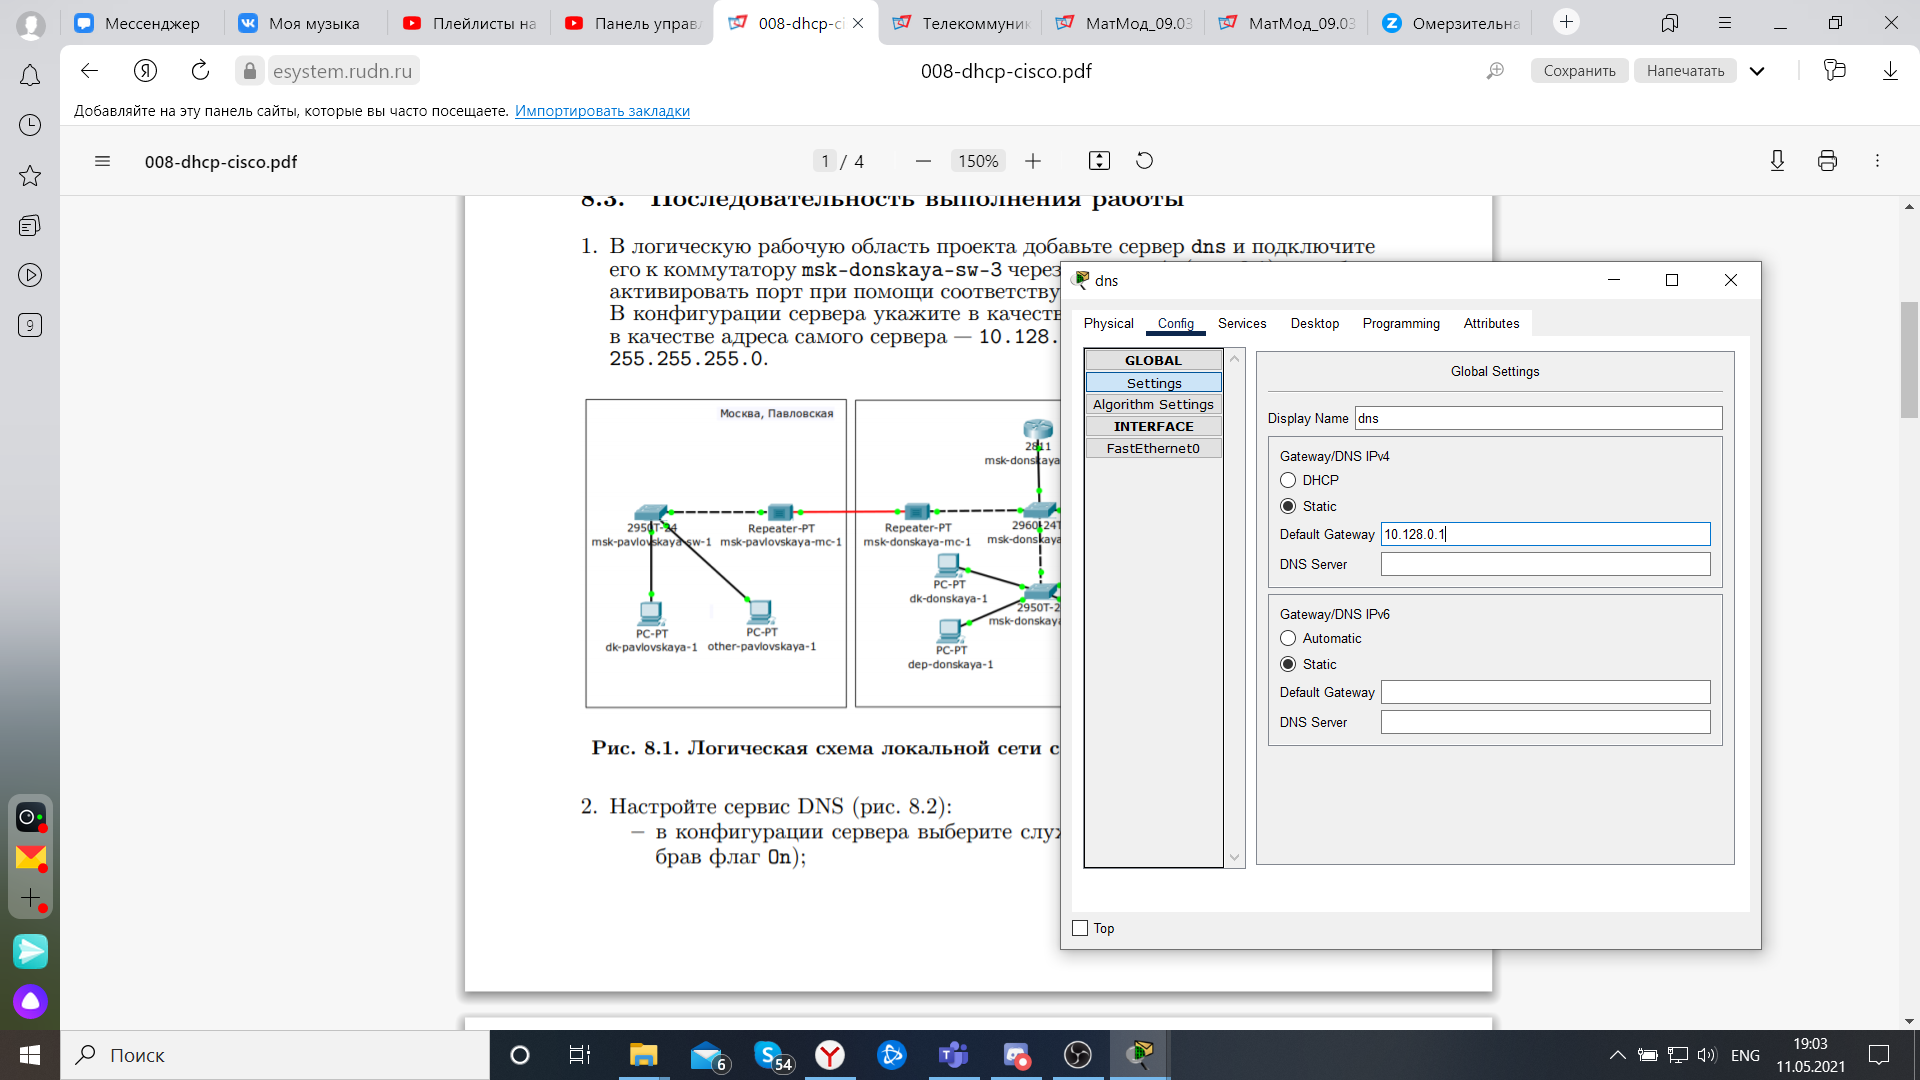 Мессенджер
Моя музыка
Плейлисты на
Панель управл
008-dhcp-ci
Телекоммуник
МатМод_09.03
МатМод_09.03
Омерзительна
esystem.rudn.ru
008-dhcp-cisco.pdf
Сохранить
Напечатать
Добавляйте на эту панель сайты, которые вы часто посещаете. Импортировать закладки
008-dhcp-cisco.pdf
1 / 4
150%
9
8.3. Последовательность выполнения работы
1. В логическую рабочую область проекта добавьте сервер dns и подключите
его к коммутатору msk-donskaya-sw-3 через
активировать порт при помощи соответству
В конфигурации сервера укажите в качеств
в качестве адреса самого сервера — 10.128.
255.255.255.0.
Москва, Павловская
2811
msk-donskaya
2950T-24
msk-pavlovskaya-sw-1
Repeater-PT
msk-pavlovskaya-mc-1
Repeater-PT
msk-donskaya-mc-1
2960-24T
msk-donskaya
PC-PT
dk-donskaya-1
2950T-2
msk-donskaya
PC-PT
dk-pavlovskaya-1
PC-PT
other-pavlovskaya-1
PC-PT
dep-donskaya-1
Рис. 8.1. Логическая схема локальной сети с
2. Настройте сервис DNS (рис. 8.2):
— в конфигурации сервера выберите служ
брав флаг On);
dns
Physical
Config
Services
Desktop
Programming
Attributes
GLOBAL
Settings
Algorithm Settings
INTERFACE
FastEthernet0
Global Settings
Display Name dns
Gateway/DNS IPv4
DHCP
Static
Default Gateway 10.128.0.1
DNS Server
Gateway/DNS IPv6
Automatic
Static
Default Gateway
DNS Server
Top
Поиск
6
54
ENG
19:03
11.05.2021